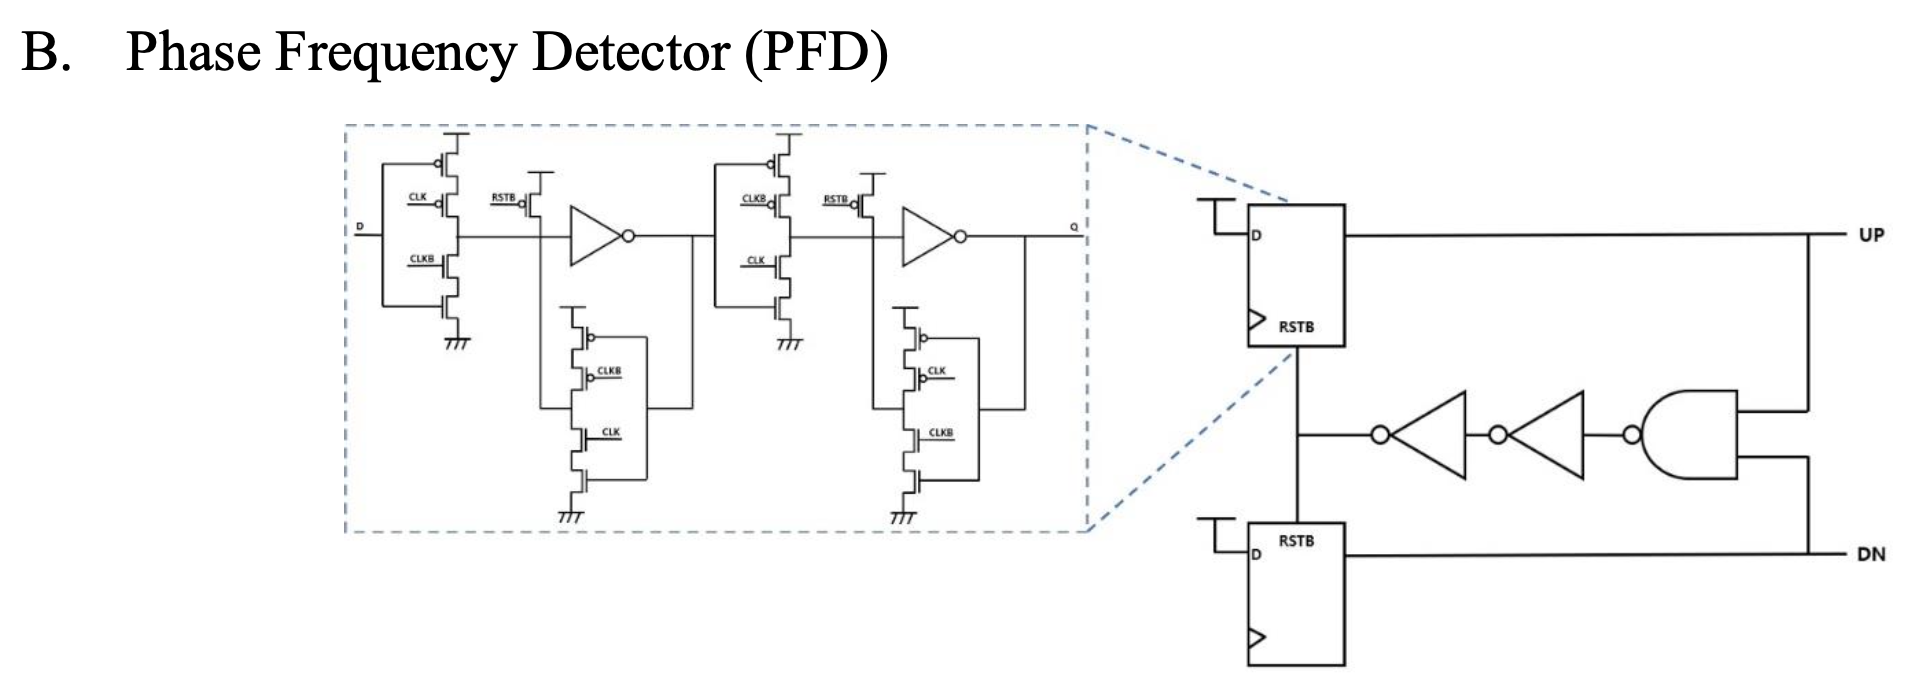 B. Phase Frequency Detector (PFD)
D
CLK
CLKB
RSTB
CLKB
CLK
CLKB
CLK
RSTB
CLK
CLKB
Q
D
RSTB
UP
RSTB
D
DN